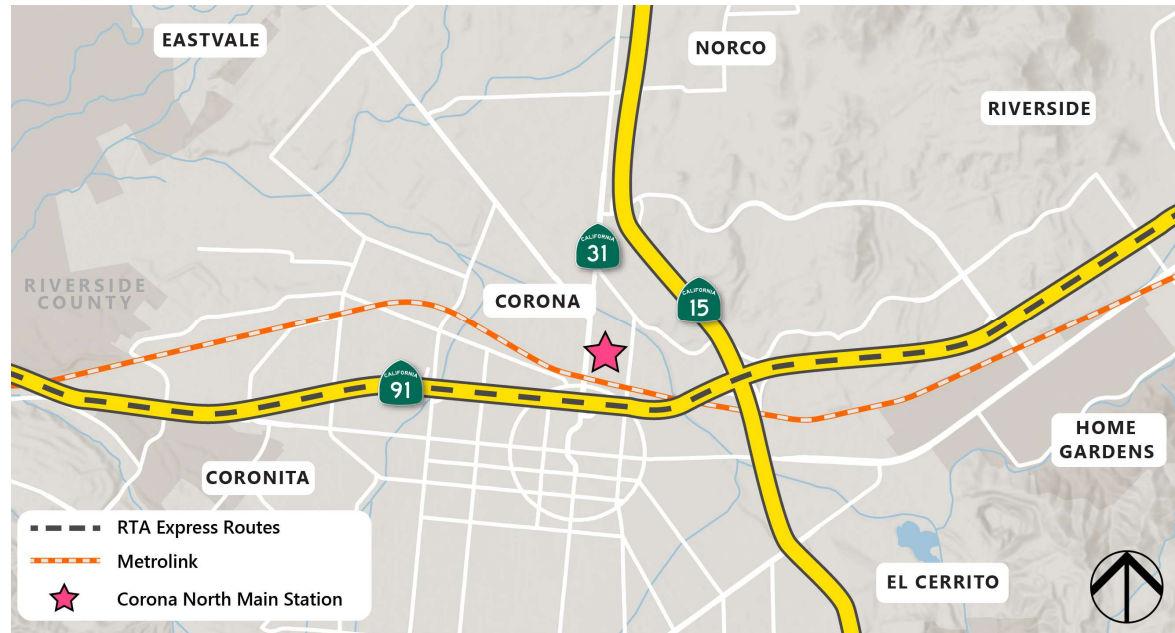 EASTVALE
NORCO
RIVERSIDE
CALIFORNIA
31
RIVERSIDE
COUNTY
CORONA
CALIFORNIA
15
CALIFORNIA
91
HOME
GARDENS
CORONITA
RTA Express Routes
Metrolink
Corona North Main Station
EL CERRITO